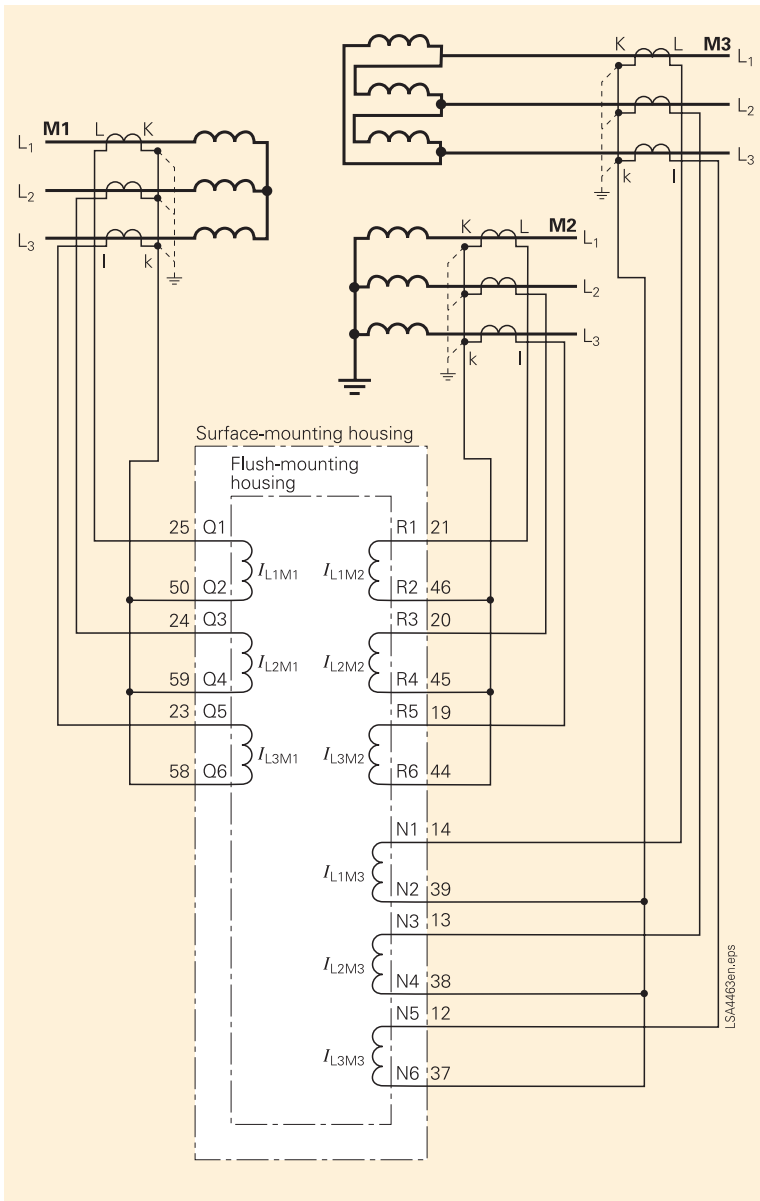 K L M3
L1
L2
L3
k l
M1 L K
L1
L2
L3
l k
K L M2
L1
L2
L3
k l
Surface-mounting housing
Flush-mounting
housing
25 Q1 R1 21
IL1M1 IL1M2
50 Q2 R2 46
24 Q3 R3 20
IL2M1 IL2M2
59 Q4 R4 45
23 Q5 R5 19
IL3M1 IL3M2
58 Q6 R6 44
N1 14
IL1M3
N2 39
N3 13
IL2M3
N4 38
N5 12
IL3M3
N6 37
LSA4463en.eps